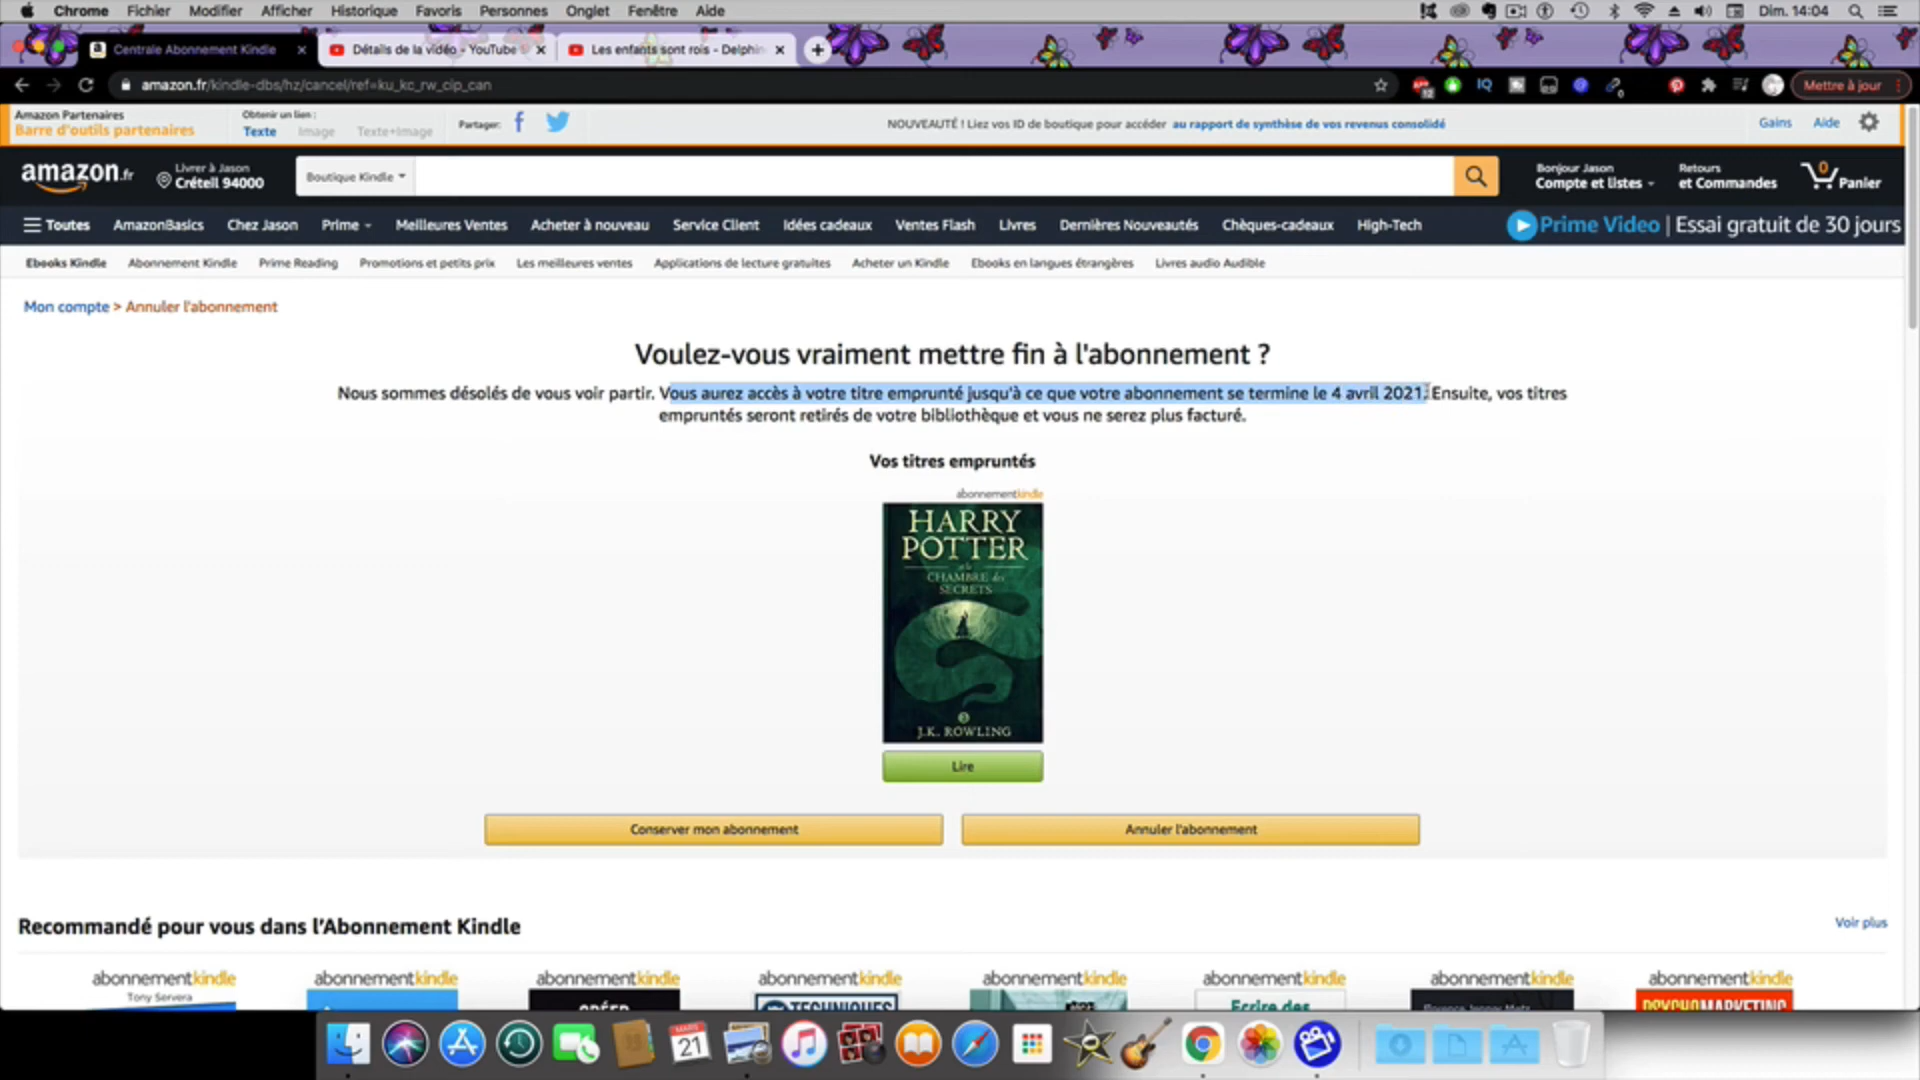 Chrome Fichier Modifier Afficher Historique Favoris Personnes Onglet Fenêtre Aide Dim. 14:04
Centrale Abonnement Kindle Détails de la vidéo - YouTube Les enfants sont rois - Delphin
amazon.fr/kindle-dbs/hz/cancel/ref=ku_kc_rw_cip_can Mettre à jour
Amazon Partenaires
Barre d'outils partenaires
Obtenir un lien :
Texte Image Texte+Image
Partager:
NOUVEAUTÉ ! Liez vos ID de boutique pour accéder au rapport de synthèse de vos revenus consolidé
Gains Aide
amazon.fr
Livrer à Jason
Créteil 94000
Boutique Kindle
Bonjour Jason
Compte et listes
Retours
et Commandes
0
Panier
Toutes AmazonBasics Chez Jason Prime Meilleures Ventes Acheter à nouveau Service Client Idées cadeaux Ventes Flash Livres Dernières Nouveautés Chèques-cadeaux High-Tech Prime Video | Essai gratuit de 30 jours
Ebooks Kindle Abonnement Kindle Prime Reading Promotions et petits prix Les meilleures ventes Applications de lecture gratuites Acheter un Kindle Ebooks en langues étrangères Livres audio Audible
Mon compte > Annuler l'abonnement
Voulez-vous vraiment mettre fin à l'abonnement ?
Nous sommes désolés de vous voir partir. Vous aurez accès à votre titre emprunté jusqu'à ce que votre abonnement se termine le 4 avril 2021. Ensuite, vos titres
empruntés seront retirés de votre bibliothèque et vous ne serez plus facturé.
Vos titres empruntés
abonnementkindle
HARRY
POTTER
et la
CHAMBRE des
SECRETS
J.K. ROWLING
Lire
Conserver mon abonnement Annuler l'abonnement
Recommandé pour vous dans l'Abonnement Kindle
Voir plus
abonnementkindle abonnementkindle abonnementkindle abonnementkindle abonnementkindle abonnementkindle abonnementkindle abonnementkindle
Tony Servera
CRÉER
TECHNIQUES
Ecrire des
PSYCHOMARKETING
MARS
21